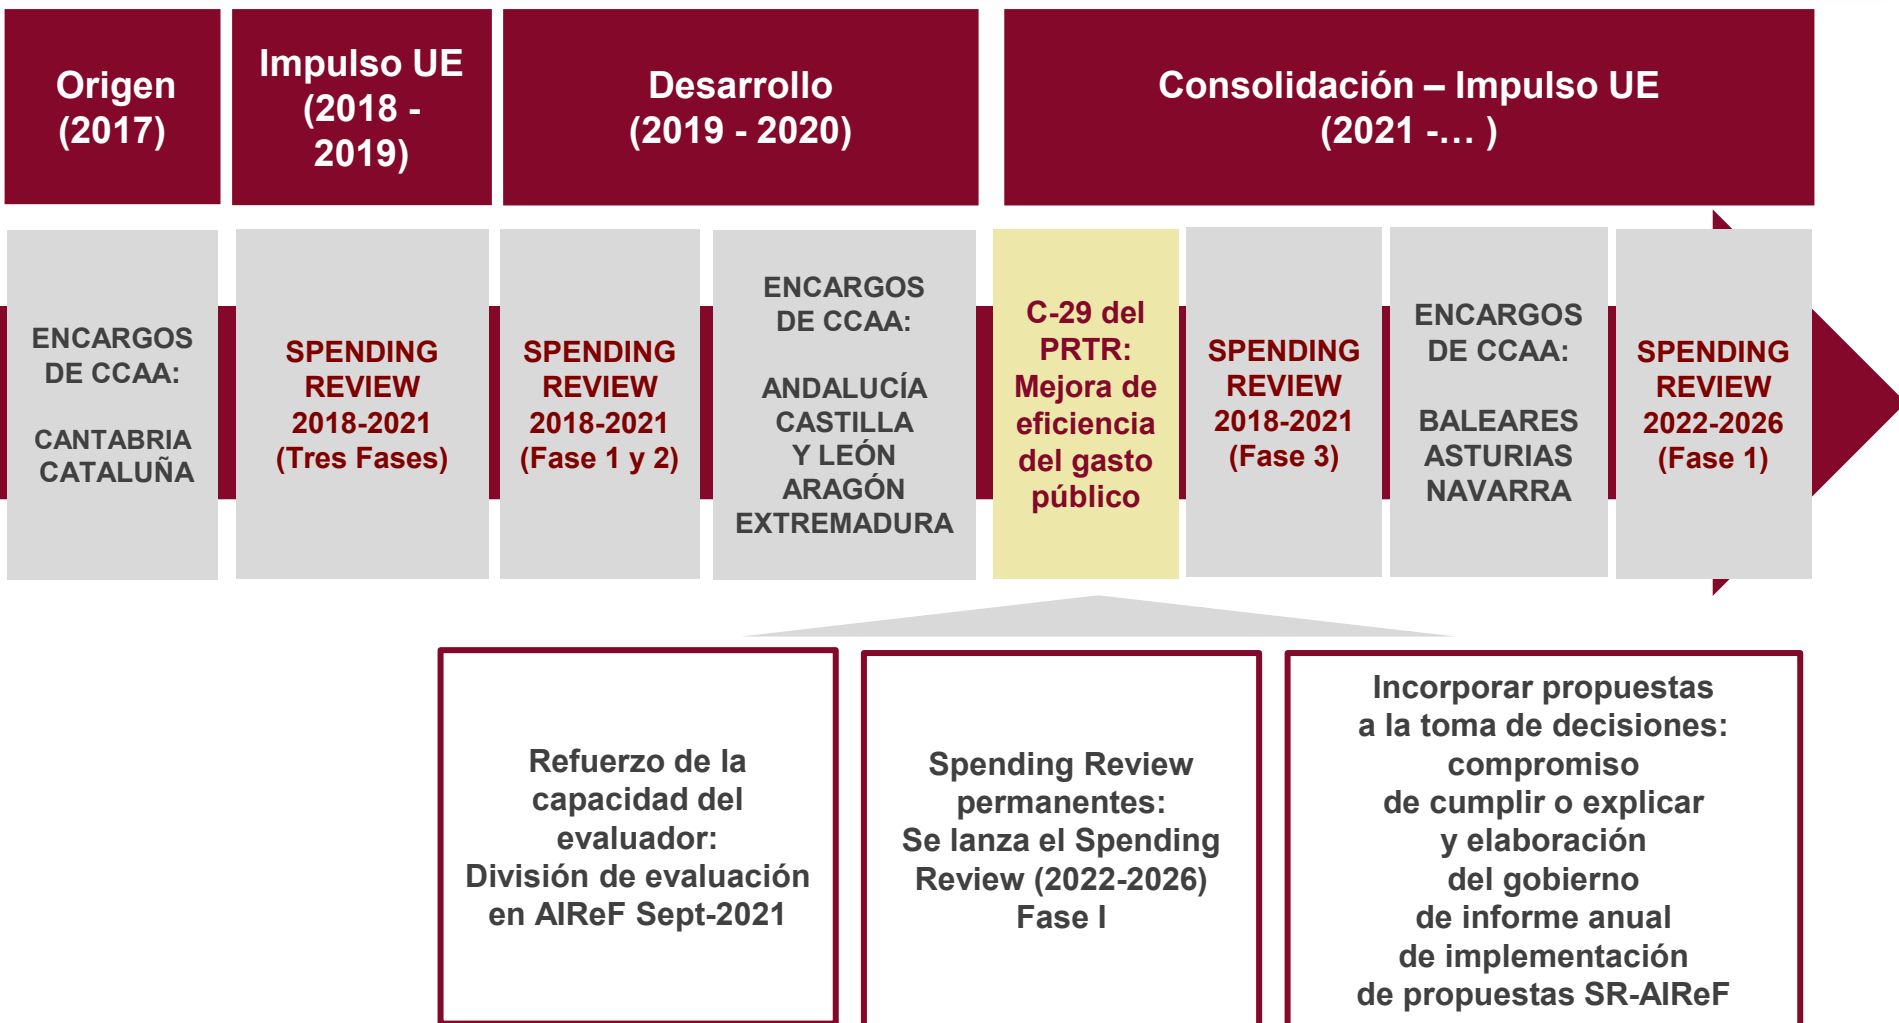 Origen
(2017)
Impulso UE
(2018 -
2019)
Desarrollo
(2019 - 2020)
Consolidación – Impulso UE
(2021 -… )
ENCARGOS
DE CCAA:
CANTABRIA
CATALUÑA
SPENDING
REVIEW
2018-2021
(Tres Fases)
SPENDING
REVIEW
2018-2021
(Fase 1 y 2)
ENCARGOS
DE CCAA:
ANDALUCÍA
CASTILLA
Y LEÓN
ARAGÓN
EXTREMADURA
C-29 del
PRTR:
Mejora de
eficiencia
del gasto
público
SPENDING
REVIEW
2018-2021
(Fase 3)
ENCARGOS
DE CCAA:
BALEARES
ASTURIAS
NAVARRA
SPENDING
REVIEW
2022-2026
(Fase 1)
Refuerzo de la
capacidad del
evaluador:
División de evaluación
en AIReF Sept-2021
Spending Review
permanentes:
Se lanza el Spending
Review (2022-2026)
Fase I
Incorporar propuestas
a la toma de decisiones:
compromiso
de cumplir o explicar
y elaboración
del gobierno
de informe anual
de implementación
de propuestas SR-AIReF